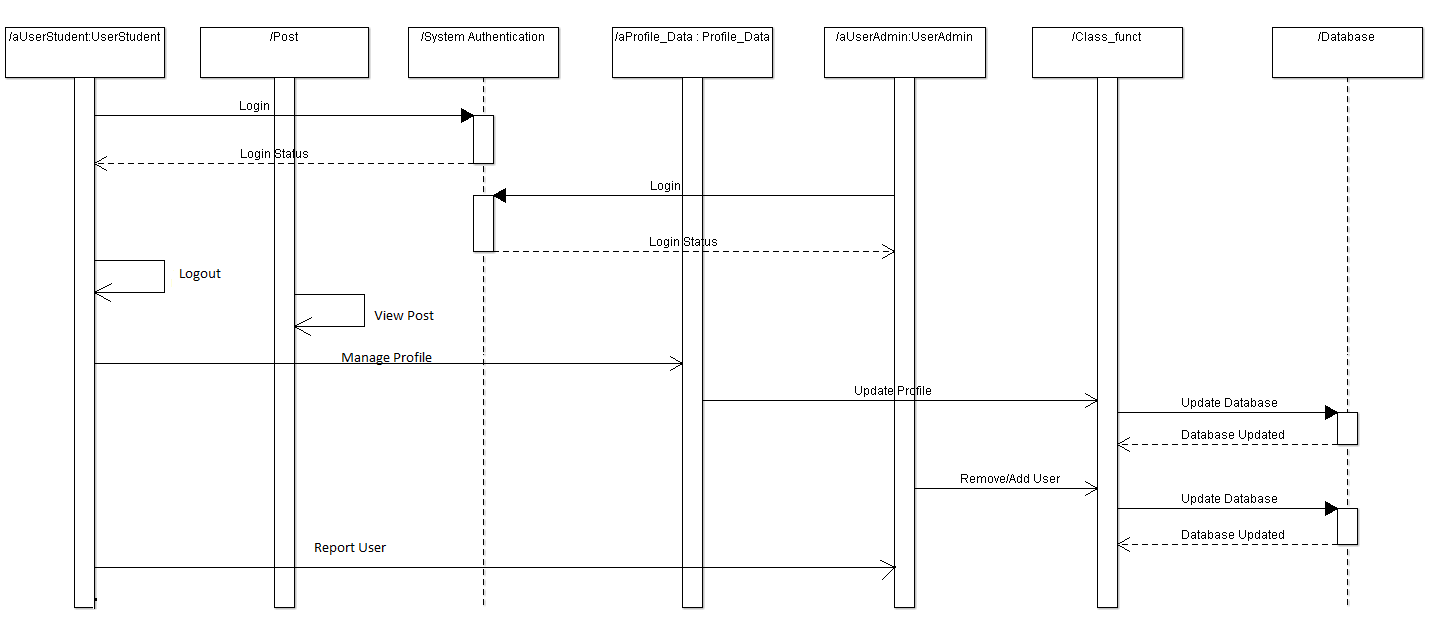 /aUserStudent:UserStudent
/Post
/System Authentication
/aProfile_Data : Profile_Data
/aUserAdmin:UserAdmin
/Class_funct
/Database
Login
Login Status
Login
Login Status
Logout
View Post
Manage Profile
Update Profile
Update Database
Database Updated
Remove/Add User
Update Database
Database Updated
Report User